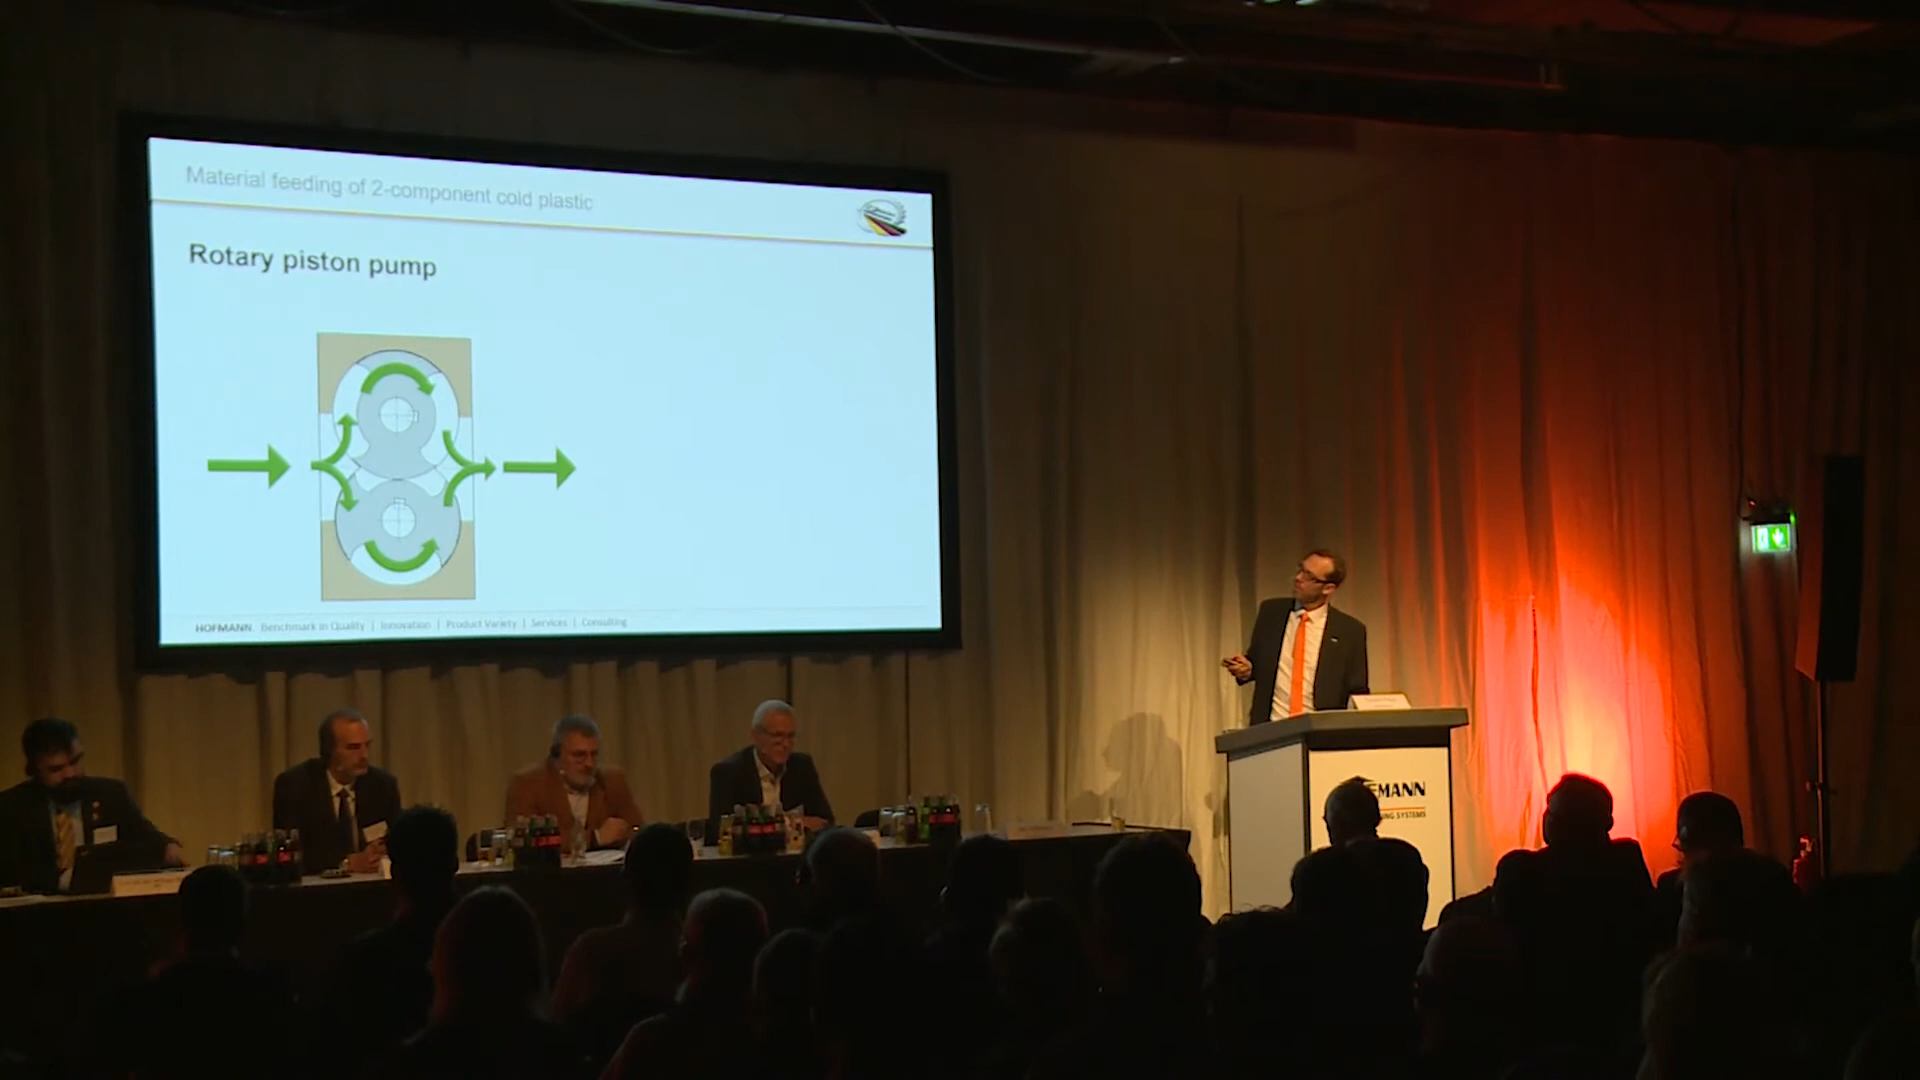 Material feeding of 2-component cold plastic
Rotary piston pump
HOFMANN Benchmark in Quality | Innovation | Product Variety | Services | Consulting
EMANN
ING SYSTEMS